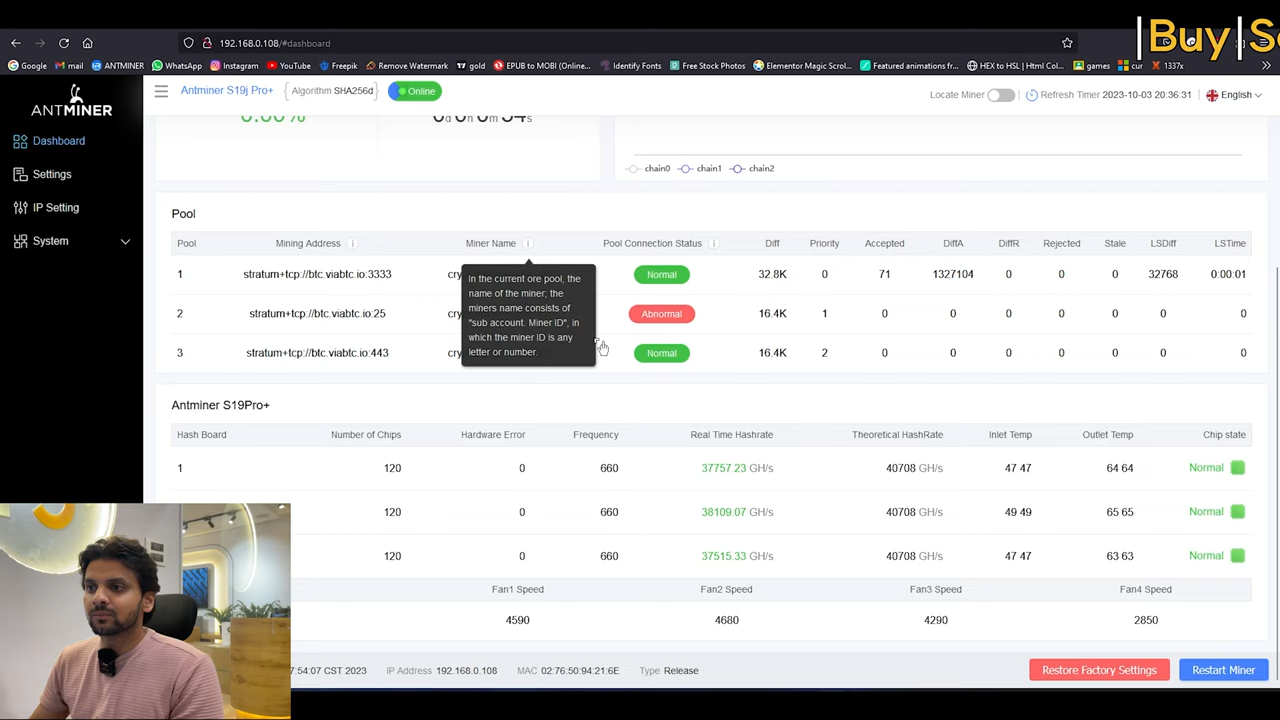 |Buy|S
192.168.0.108/#dashboard
Google mail ANTMINER WhatsApp Instagram YouTube Freepik Remove Watermark gold EPUB to MOBI (Online... Identify Fonts Free Stock Photos Elementor Magic Scrol... Featured animations fr... HEX to HSL | Html Col... games cur 1337x
ANTMINER
Antminer S19j Pro+ Algorithm SHA256d Online Locate Miner Refresh Timer 2023-10-03 20:36:31 English
Dashboard
Settings
IP Setting
System
0.00%
chain0 chain1 chain2
Pool
Pool Mining Address Miner Name Pool Connection Status Diff Priority Accepted DiffA DiffR Rejected Stale LSDiff LSTime
1 stratum+tcp://btc.viabtc.io:3333 Normal 32.8K 0 71 1327104 0 0 0 32768 0:00:01
2 stratum+tcp://btc.viabtc.io:25 Abnormal 16.4K 1 0 0 0 0 0 0 0
3 stratum+tcp://btc.viabtc.io:443 Normal 16.4K 2 0 0 0 0 0 0 0
In the current ore pool, the
name of the miner; the
miners name consists of
"sub account. Miner ID", in
which the miner ID is any
letter or number.
Antminer S19Pro+
Hash Board Number of Chips Hardware Error Frequency Real Time Hashrate Theoretical HashRate Inlet Temp Outlet Temp Chip state
1 120 0 660 37757.23 GH/s 40708 GH/s 47 47 64 64 Normal
120 0 660 38109.07 GH/s 40708 GH/s 49 49 65 65 Normal
120 0 660 37515.33 GH/s 40708 GH/s 47 47 63 63 Normal
Fan1 Speed Fan2 Speed Fan3 Speed Fan4 Speed
4590 4680 4290 2850
7:54:07 CST 2023 IP Address 192.168.0.108 MAC 02:76:50:94:21:6E Type Release Restore Factory Settings Restart Miner